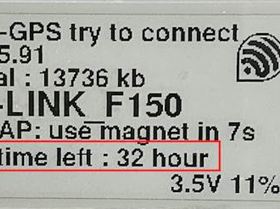 -GPS try to connect
5.91
al : 13736 kb
-LINK_F150
AP: use magnet in 7s
time left : 32 hour
3.5V 11%